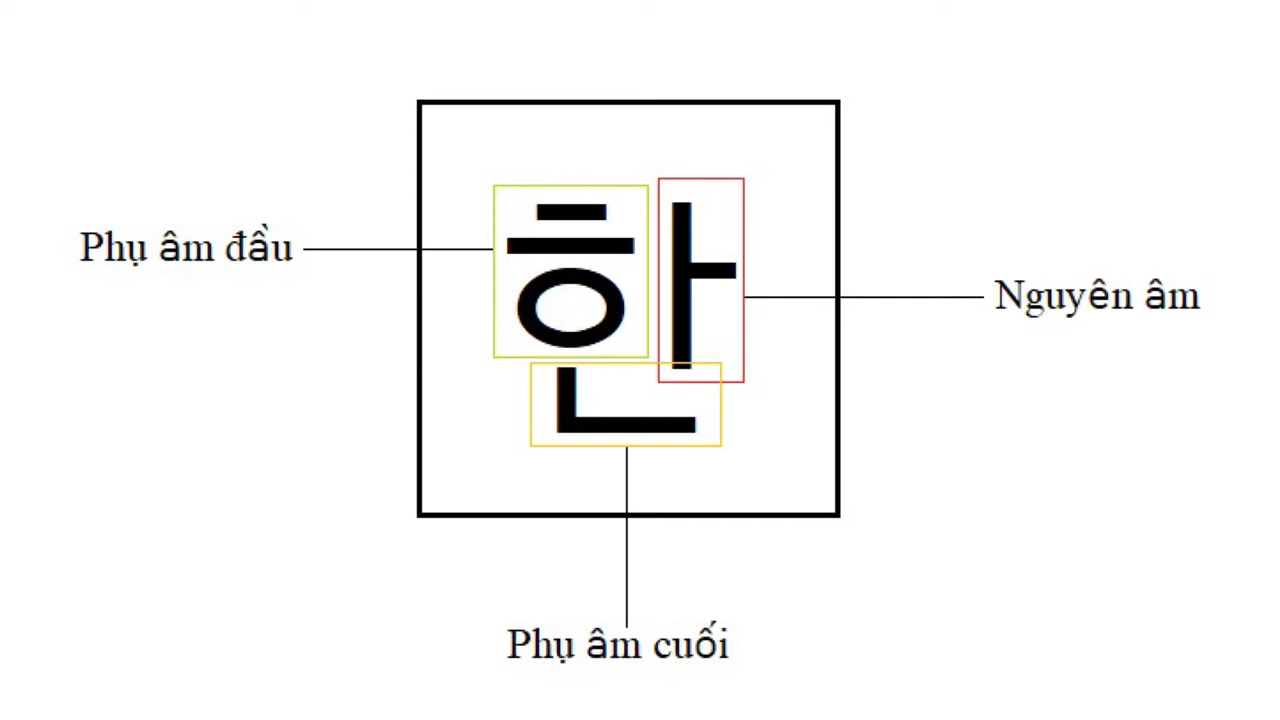 한
Phụ âm đầu
Nguyên âm
Phụ âm cuối